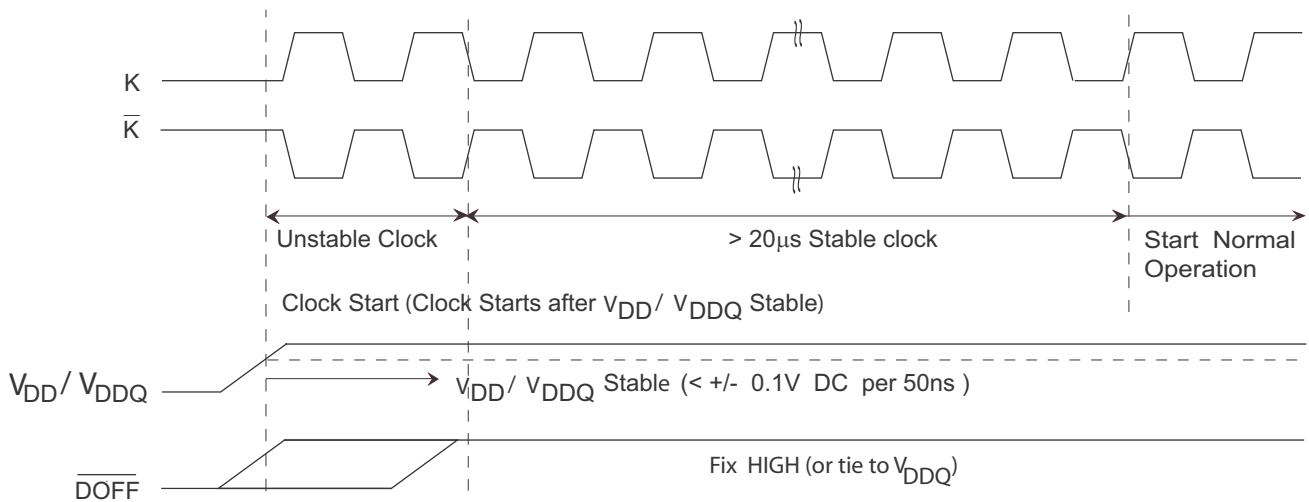 K
K
Unstable Clock
> 20μs Stable clock
Start Normal
Operation
Clock Start (Clock Starts after VDD / VDDQ Stable)
VDD / VDDQ
VDD / VDDQ Stable (< +/- 0.1V DC per 50ns )
Fix HIGH (or tie to VDDQ)
DOFF